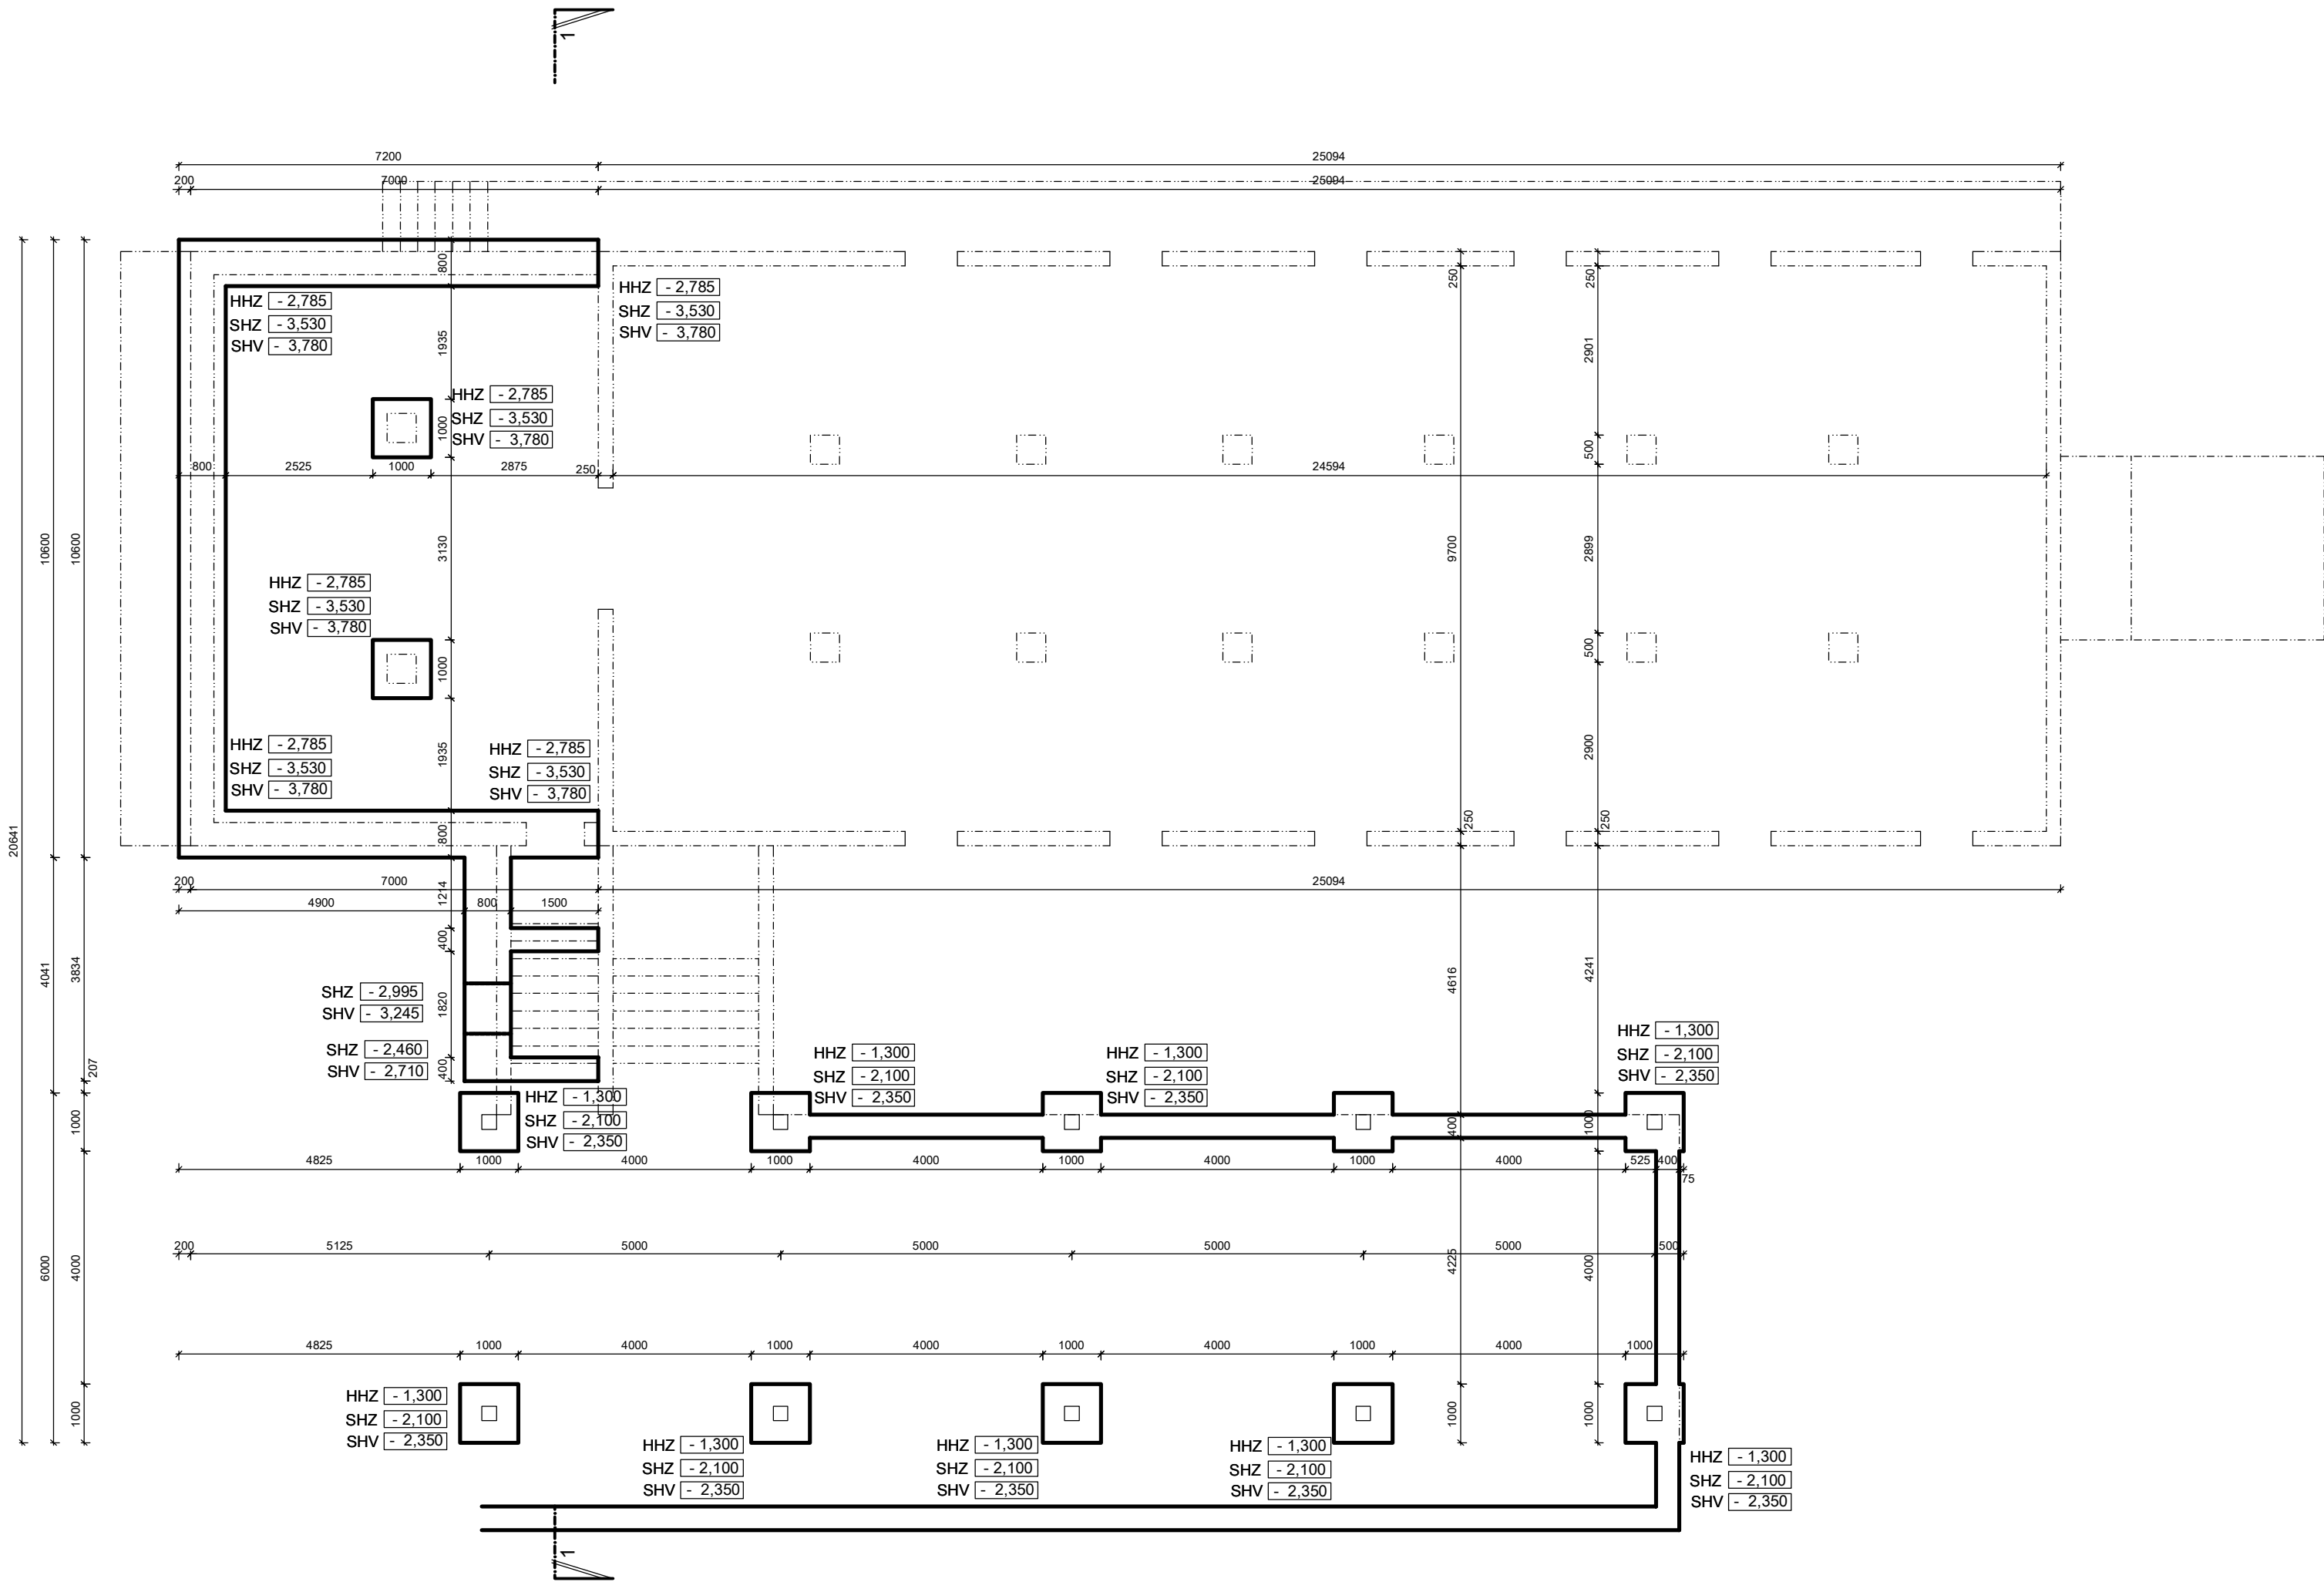 1
7200
25094
200
7000
25094
800
250
250
HHZ - 2,785
SHZ - 3,530
SHV - 3,780
HHZ - 2,785
SHZ - 3,530
SHV - 3,780
1935
2901
HHZ - 2,785
SHZ - 3,530
SHV - 3,780
1000
500
800
2525
1000
2875
250
24594
10600
10600
3130
9700
2899
HHZ - 2,785
SHZ - 3,530
SHV - 3,780
1000
500
HHZ - 2,785
SHZ - 3,530
SHV - 3,780
HHZ - 2,785
SHZ - 3,530
SHV - 3,780
1935
2900
20641
800
250
250
200
7000
25094
1214
4900
800
1500
400
4041
3834
4616
4241
SHZ - 2,995
SHV - 3,245
1820
SHZ - 2,460
SHV - 2,710
207
400
HHZ - 1,300
SHZ - 2,100
SHV - 2,350
HHZ - 1,300
SHZ - 2,100
SHV - 2,350
HHZ - 1,300
SHZ - 2,100
SHV - 2,350
HHZ - 1,300
SHZ - 2,100
SHV - 2,350
1000
400
1000
4825
1000
4000
1000
4000
1000
4000
1000
4000
525
400
75
200
5125
5000
5000
5000
5000
500
6000
4000
4225
4000
4825
1000
4000
1000
4000
1000
4000
1000
4000
1000
1000
1000
1000
HHZ - 1,300
SHZ - 2,100
SHV - 2,350
HHZ - 1,300
SHZ - 2,100
SHV - 2,350
HHZ - 1,300
SHZ - 2,100
SHV - 2,350
HHZ - 1,300
SHZ - 2,100
SHV - 2,350
HHZ - 1,300
SHZ - 2,100
SHV - 2,350
1